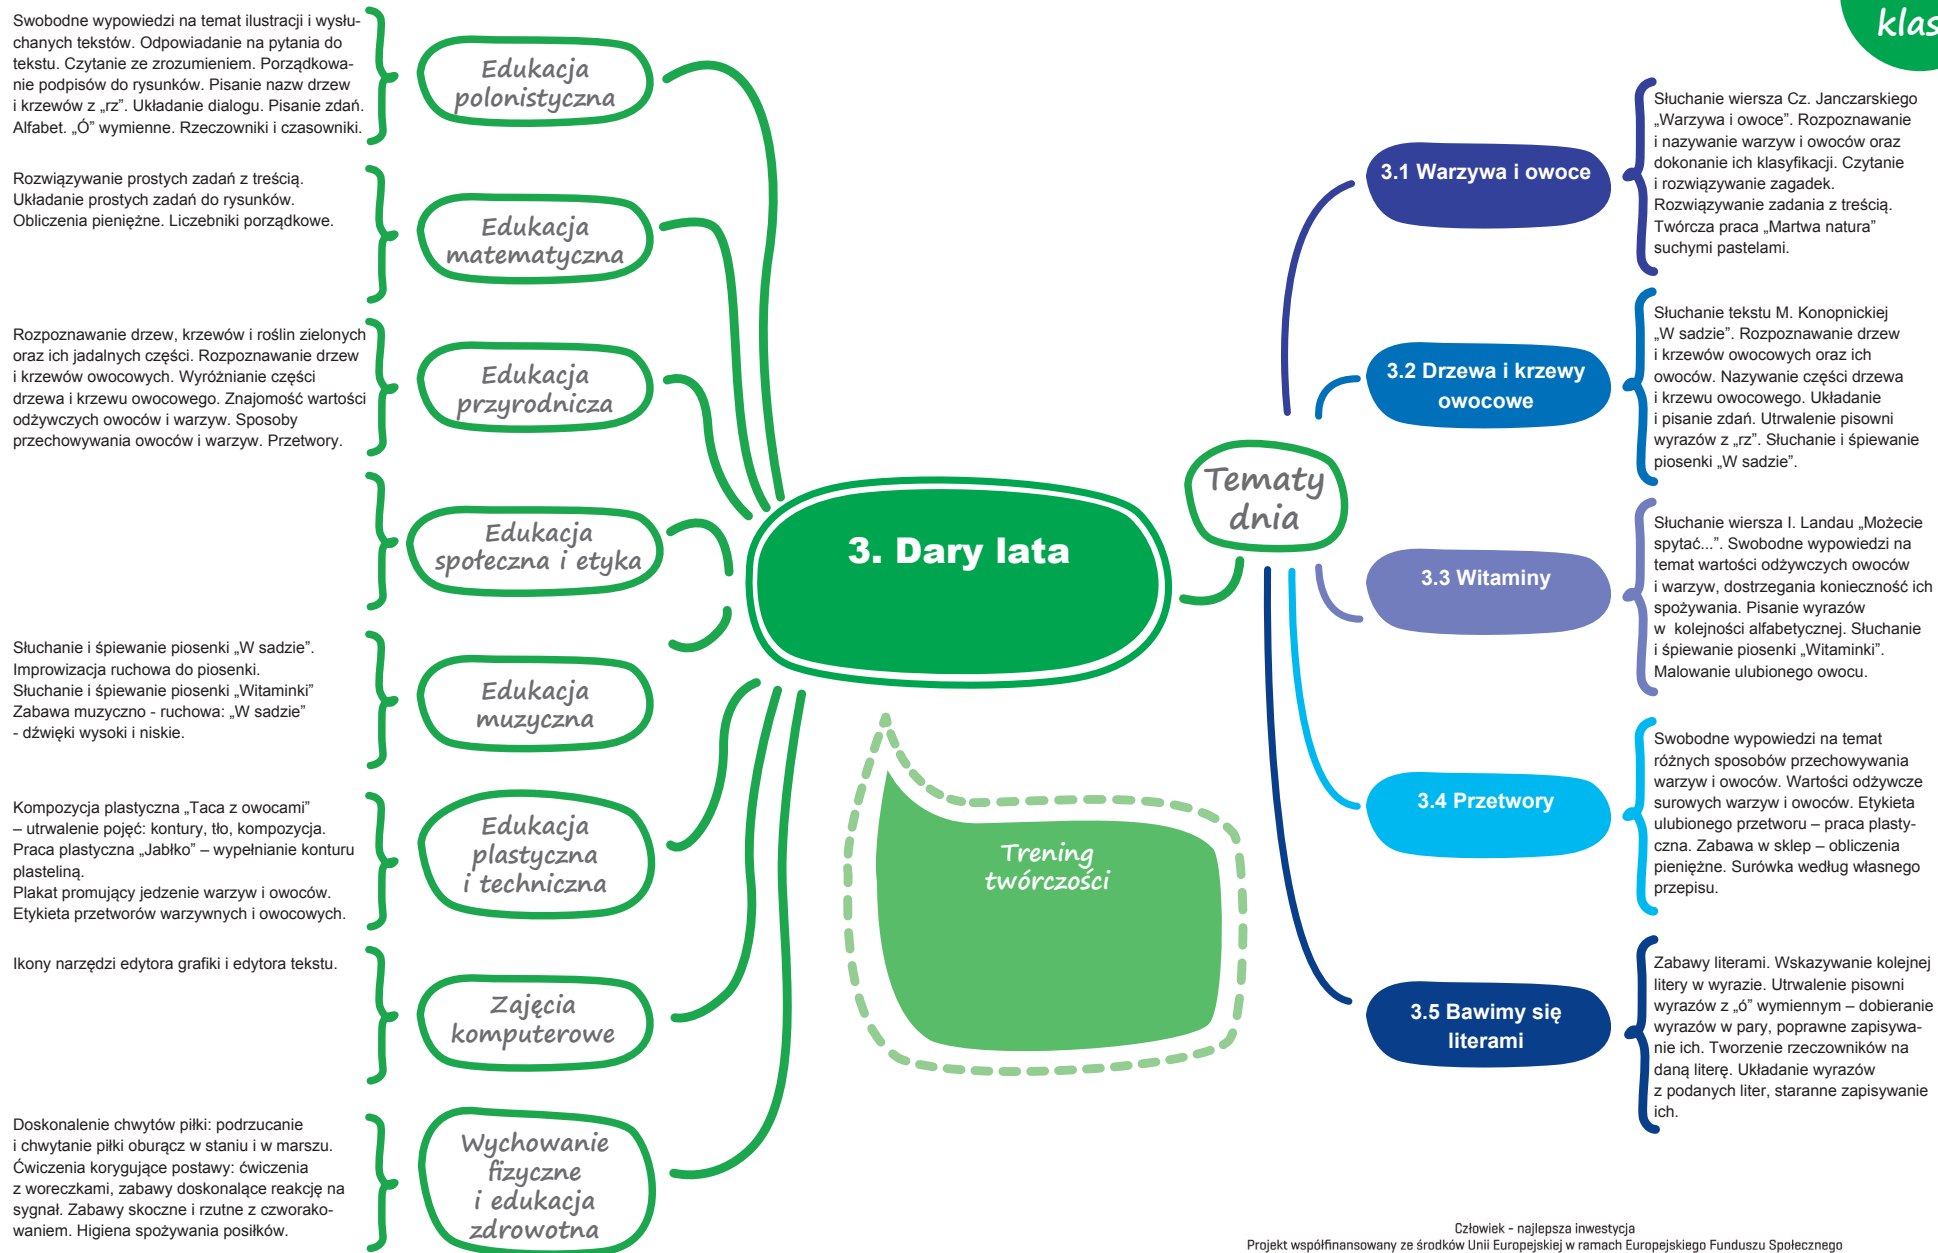 Swobodne wypowiedzi na temat ilustracji i wysłu-
chanych tekstów. Odpowiadanie na pytania do
tekstu. Czytanie ze zrozumieniem. Porządkowa-
nie podpisów do rysunków. Pisanie nazw drzew
i krzewów z „rz”. Układanie dialogu. Pisanie zdań.
Alfabet. „Ó” wymienne. Rzeczowniki i czasowniki.
Edukacja
polonistyczna
Rozwiązywanie prostych zadań z treścią.
Układanie prostych zadań do rysunków.
Obliczenia pieniężne. Liczebniki porządkowe.
Edukacja
matematyczna
Rozpoznawanie drzew, krzewów i roślin zielonych
oraz ich jadalnych części. Rozpoznawanie drzew
i krzewów owocowych. Wyróżnianie części
drzewa i krzewu owocowego. Znajomość wartości
odżywczych owoców i warzyw. Sposoby
przechowywania owoców i warzyw. Przetwory.
Edukacja
przyrodnicza
Edukacja
społeczna i etyka
Słuchanie i śpiewanie piosenki „W sadzie”.
Improwizacja ruchowa do piosenki.
Słuchanie i śpiewanie piosenki „Witaminki”
Zabawa muzyczno - ruchowa: „W sadzie”
- dźwięki wysoki i niskie.
Edukacja
muzyczna
Kompozycja plastyczna „Taca z owocami”
– utrwalenie pojęć: kontury, tło, kompozycja.
Praca plastyczna „Jabłko” – wypełnianie konturu
plasteliną.
Plakat promujący jedzenie warzyw i owoców.
Etykieta przetworów warzywnych i owocowych.
Edukacja
plastyczna
i techniczna
Ikony narzędzi edytora grafiki i edytora tekstu.
Zajęcia
komputerowe
Doskonalenie chwytów piłki: podrzucanie
i chwytanie piłki oburącz w staniu i w marszu.
Ćwiczenia korygujące postawy: ćwiczenia
z woreczkami, zabawy doskonalące reakcję na
sygnał. Zabawy skoczne i rzutne z czworako-
waniem. Higiena spożywania posiłków.
Wychowanie
fizyczne
i edukacja
zdrowotna
3. Dary lata
Trening
twórczości
Tematy
dnia
klas
3.1 Warzywa i owoce
Słuchanie wiersza Cz. Janczarskiego
„Warzywa i owoce”. Rozpoznawanie
i nazywanie warzyw i owoców oraz
dokonanie ich klasyfikacji. Czytanie
i rozwiązywanie zagadek.
Rozwiązywanie zadania z treścią.
Twórcza praca „Martwa natura”
suchymi pastelami.
3.2 Drzewa i krzewy
owocowe
Słuchanie tekstu M. Konopnickiej
„W sadzie”. Rozpoznawanie drzew
i krzewów owocowych oraz ich
owoców. Nazywanie części drzewa
i krzewu owocowego. Układanie
i pisanie zdań. Utrwalenie pisowni
wyrazów z „rz”. Słuchanie i śpiewanie
piosenki „W sadzie”.
3.3 Witaminy
Słuchanie wiersza I. Landau „Możecie
spytać...”. Swobodne wypowiedzi na
temat wartości odżywczych owoców
i warzyw, dostrzegania konieczność ich
spożywania. Pisanie wyrazów
w kolejności alfabetycznej. Słuchanie
i śpiewanie piosenki „Witaminki”.
Malowanie ulubionego owocu.
3.4 Przetwory
Swobodne wypowiedzi na temat
różnych sposobów przechowywania
warzyw i owoców. Wartości odżywcze
surowych warzyw i owoców. Etykieta
ulubionego przetworu – praca plasty-
czna. Zabawa w sklep – obliczenia
pieniężne. Surówka według własnego
przepisu.
3.5 Bawimy się
literami
Zabawy literami. Wskazywanie kolejnej
litery w wyrazie. Utrwalenie pisowni
wyrazów z „ó” wymiennym – dobieranie
wyrazów w pary, poprawne zapisywa-
nie ich. Tworzenie rzeczowników na
daną literę. Układanie wyrazów
z podanych liter, staranne zapisywanie
ich.
Człowiek - najlepsza inwestycja
Projekt współfinansowany ze środków Unii Europejskiej w ramach Europejskiego Funduszu Społecznego